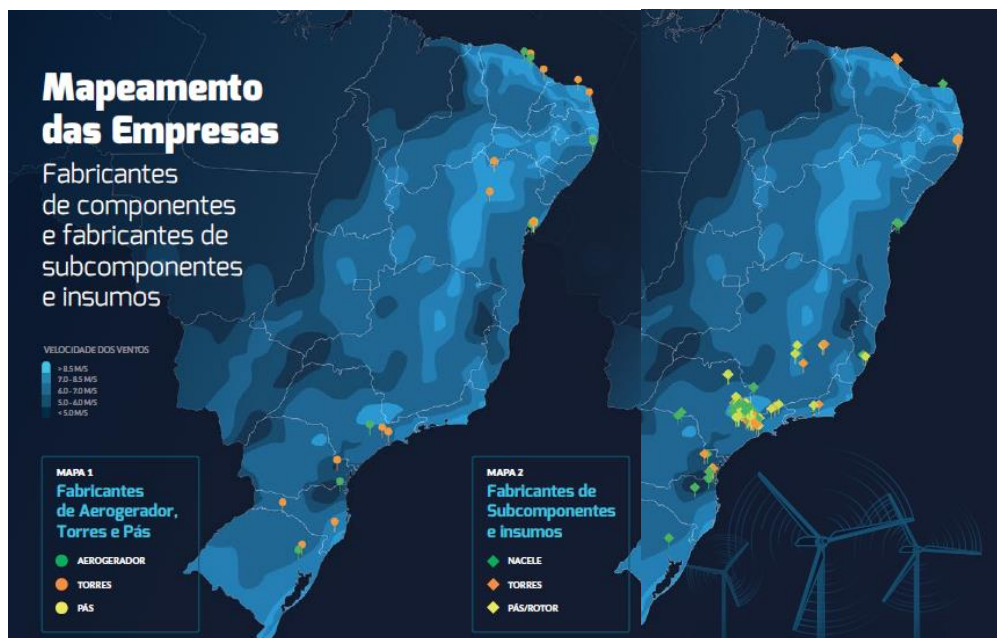 Mapeamento
das Empresas
Fabricantes
de componentes
e fabricantes de
subcomponentes
e insumos
VELOCIDADE DOS VENTOS
> 8,5 M/S
7.0 - 8.5 M/S
6.0 - 7.0 M/S
5.0 - 6.0 M/S
< 5.0 M/S
MAPA 1
Fabricantes
de Aerogerador,
Torres e Pás
AEROGERADOR
TORRES
PÁS
MAPA 2
Fabricantes de
Subcomponentes
e insumos
NACELE
TORRES
PÁS/ROTOR